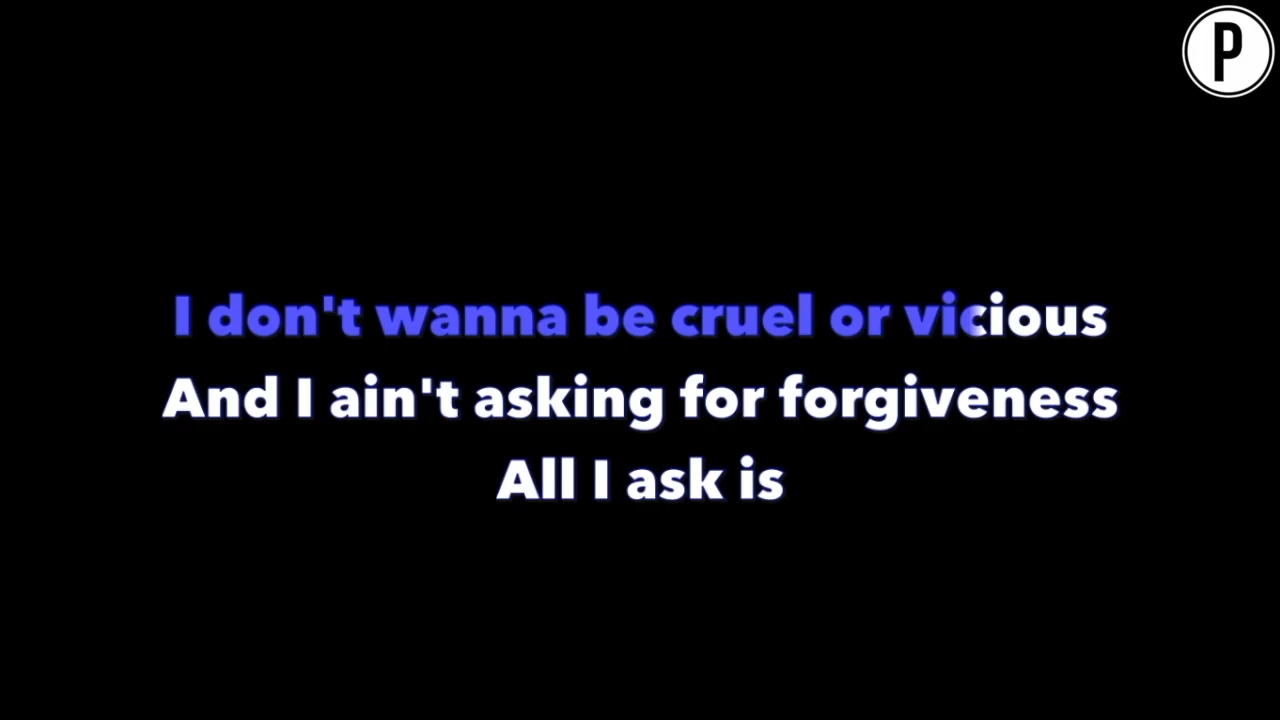 P
I don't wanna be cruel or vicious
And I ain't asking for forgiveness
All I ask is